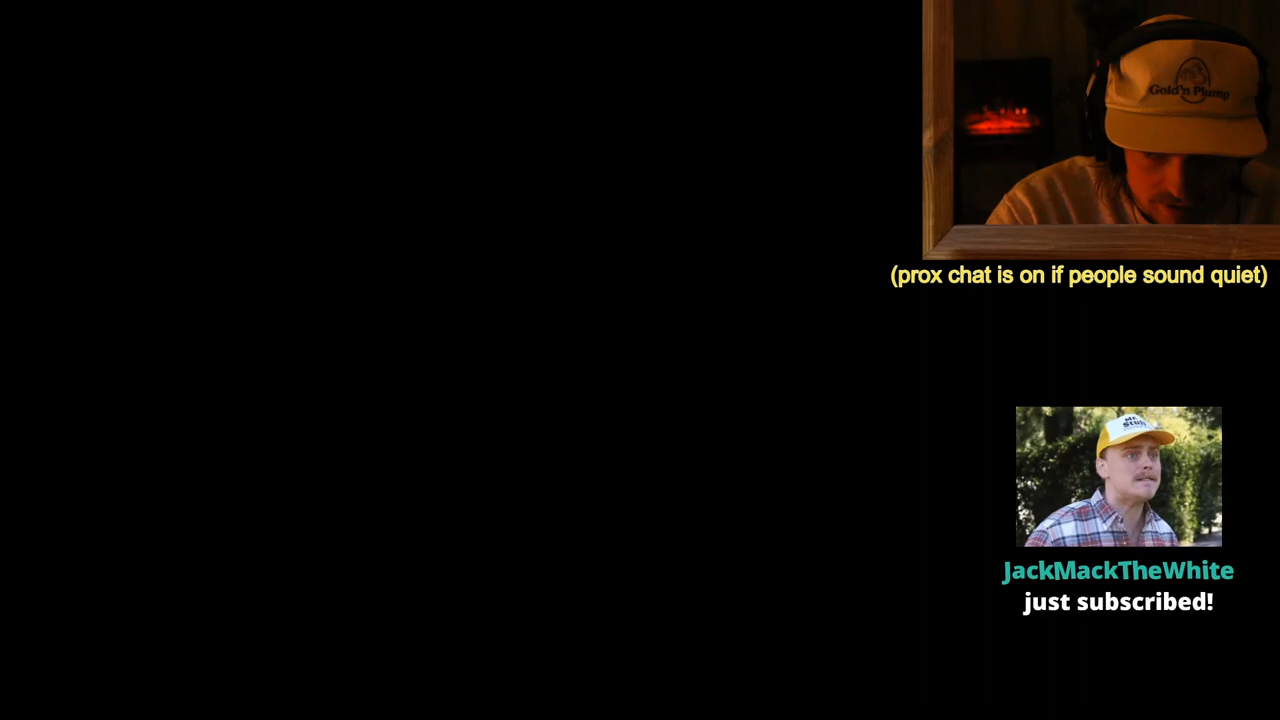 Gold'n Plump
(prox chat is on if people sound quiet)
JackMackTheWhite
just subscribed!